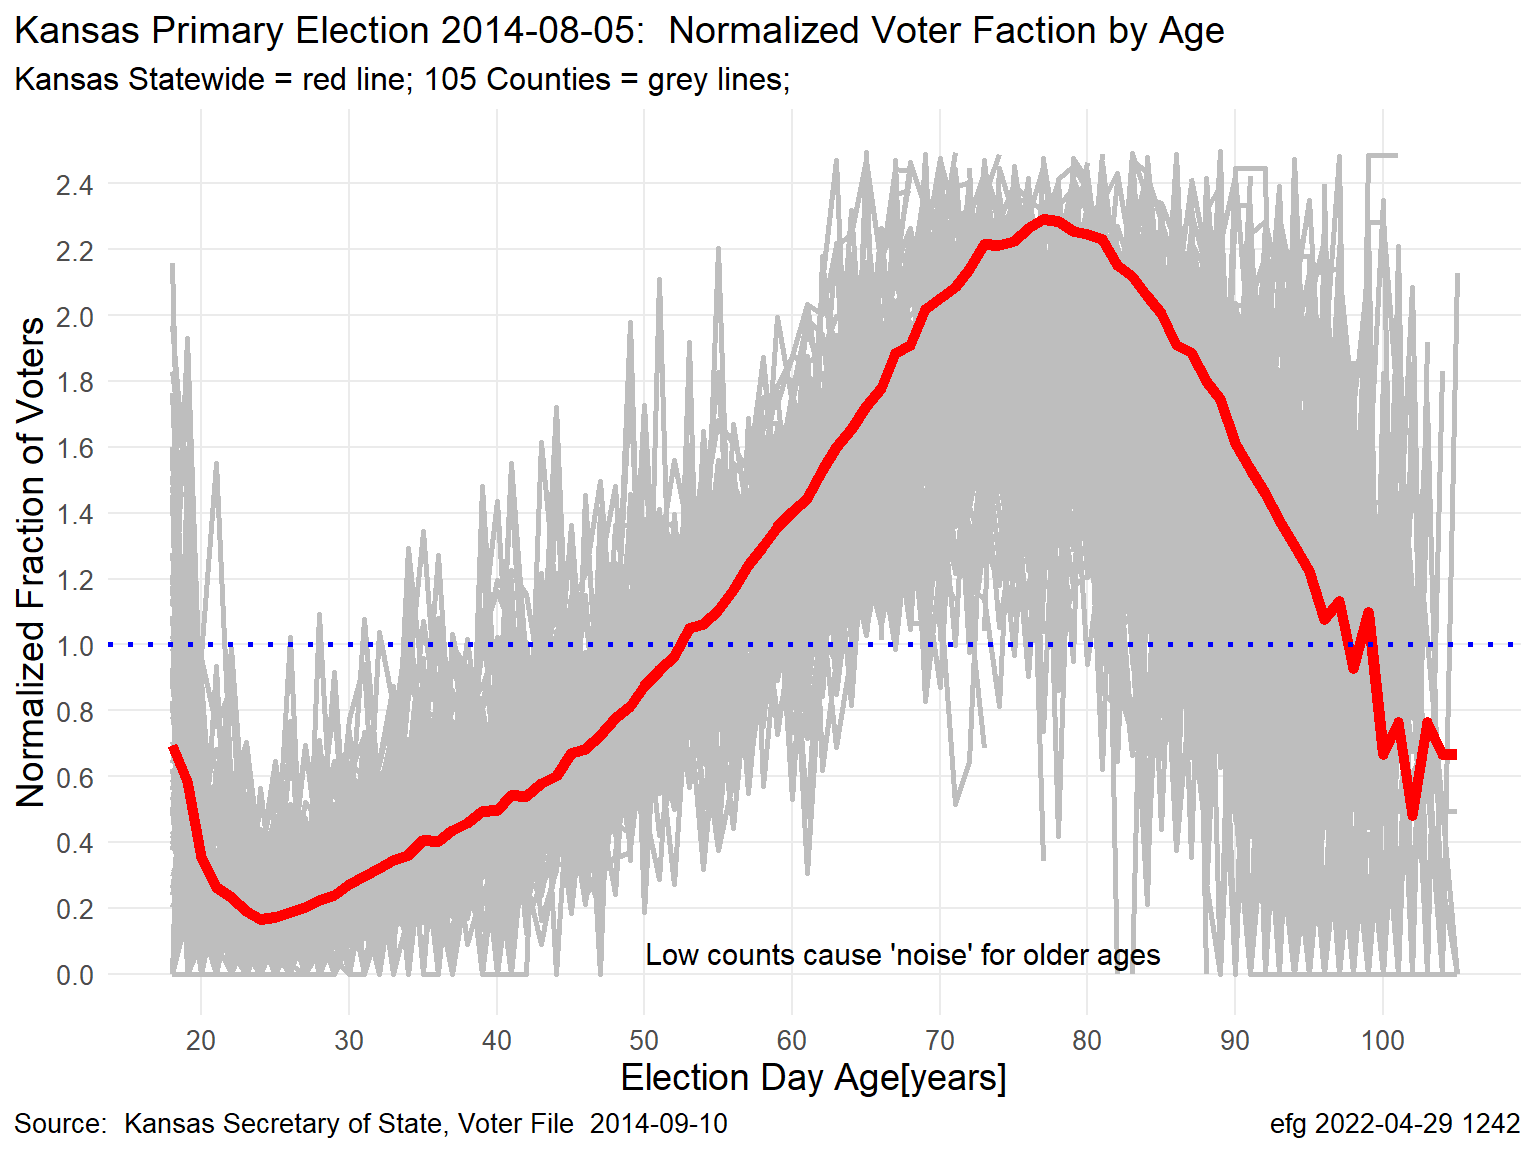 Kansas Primary Election 2014-08-05:  Normalized Voter Faction by Age
Kansas Statewide = red line; 105 Counties = grey lines;
Normalized Fraction of Voters
2.4
2.2
2.0
1.8
1.6
1.4
1.2
1.0
0.8
0.6
0.4
0.2
0.0
Low counts cause 'noise' for older ages
20 30 40 50 60 70 80 90 100
Election Day Age[years]
Source:  Kansas Secretary of State, Voter File  2014-09-10
efg 2022-04-29 1242